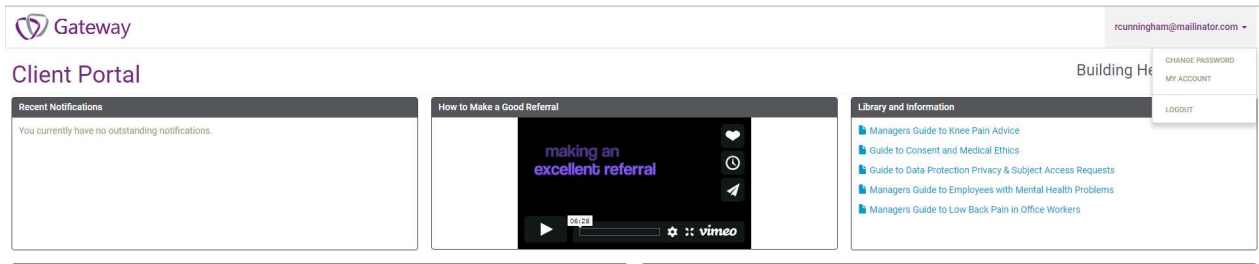 Gateway
rcunningham@mailinator.com
Client Portal
Building He
CHANGE PASSWORD
MY ACCOUNT
LOGOUT
Recent Notifications
You currently have no outstanding notifications.
How to Make a Good Referral
making an
excellent referral
06:28
vimeo
Library and Information
Managers Guide to Knee Pain Advice
Guide to Consent and Medical Ethics
Guide to Data Protection Privacy & Subject Access Requests
Managers Guide to Employees with Mental Health Problems
Managers Guide to Low Back Pain in Office Workers